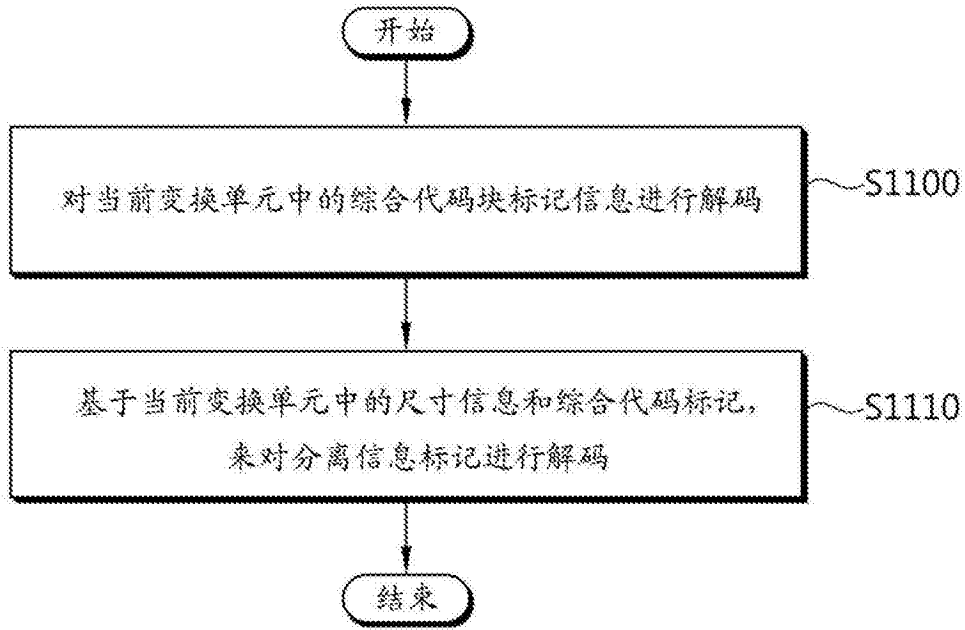 开始
对当前变换单元中的综合代码块标记信息进行解码
S1100
基于当前变换单元中的尺寸信息和综合代码标记，
来对分离信息标记进行解码
S1110
结束